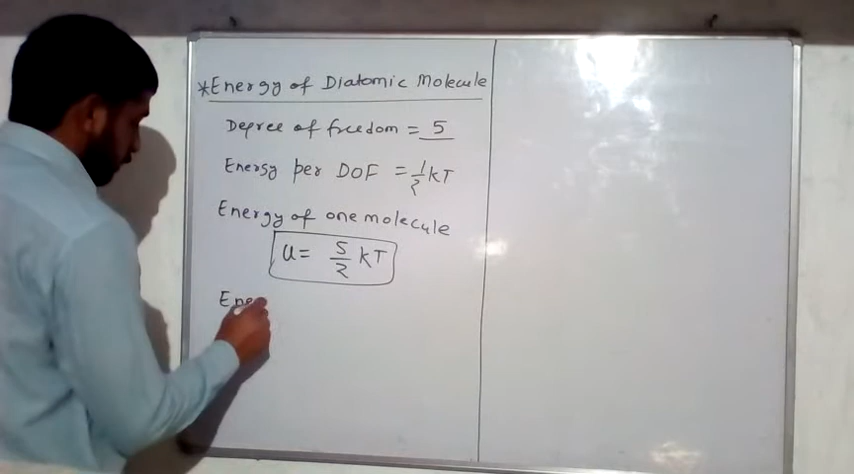 *Energy of Diatomic Molecule
Degree of freedom = 5
Energy per DOF = 1/2 kT
Energy of one molecule
U = 5/2 kT
Ene